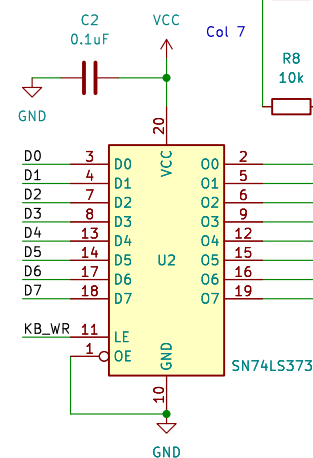 C2
0.1uF
VCC
Col 7
R8
10k
GND
20
VCC
D0 3 D0 O0 2
D1 4 D1 O1 5
D2 7 D2 O2 6
D3 8 D3 O3 9
D4 13 D4 O4 12
D5 14 D5 U2 O5 15
D6 17 D6 O6 16
D7 18 D7 O7 19
KB_WR 11 LE
1 OE
GND
SN74LS373
10
GND